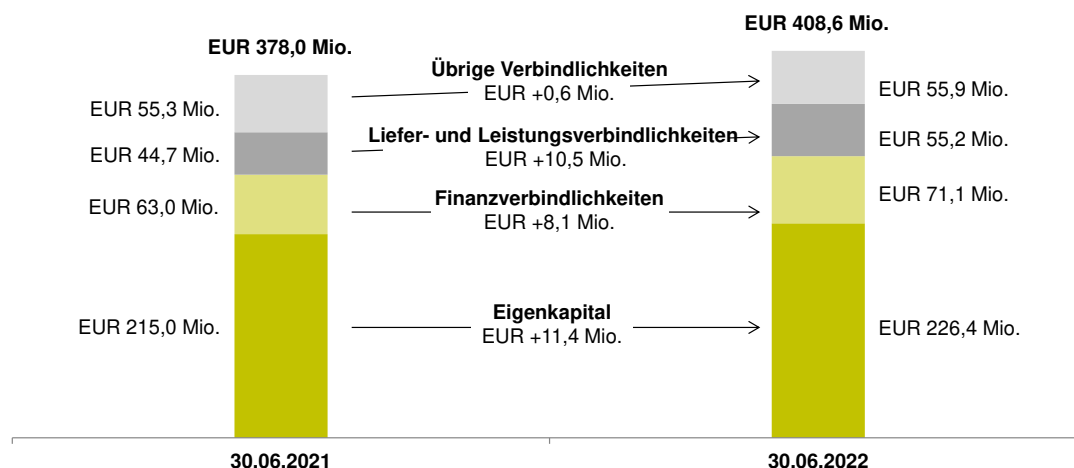 EUR 378,0 Mio.
EUR 408,6 Mio.
EUR 55,3 Mio.
Übrige Verbindlichkeiten
EUR +0,6 Mio.
EUR 55,9 Mio.
EUR 44,7 Mio.
Liefer- und Leistungsverbindlichkeiten
EUR +10,5 Mio.
EUR 55,2 Mio.
EUR 63,0 Mio.
Finanzverbindlichkeiten
EUR +8,1 Mio.
EUR 71,1 Mio.
EUR 215,0 Mio.
Eigenkapital
EUR +11,4 Mio.
EUR 226,4 Mio.
30.06.2021
30.06.2022